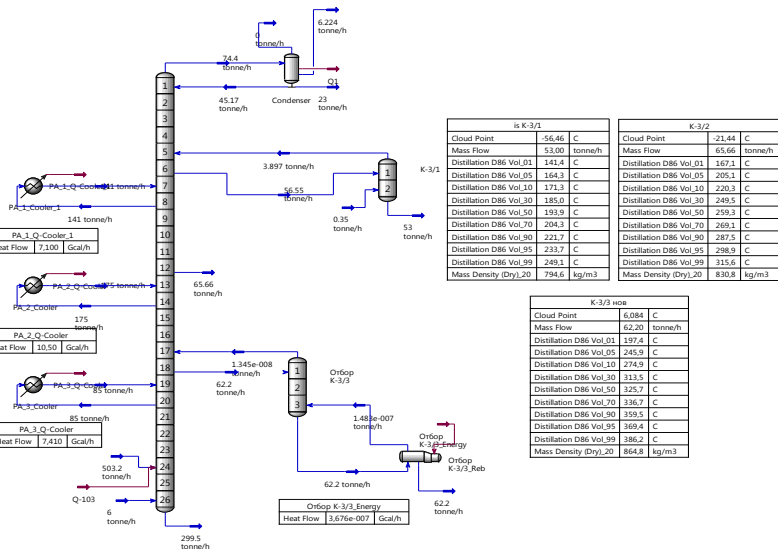 6.224
tonne/h
0
tonne/h
74.4
tonne/h
Q1
45.17
tonne/h
Condenser
23
tonne/h
1
2
3
4
5
6
7
8
9
10
11
12
13
14
15
16
17
18
19
20
21
22
23
24
25
26
3.897 tonne/h
56.55
tonne/h
1
2
K-3/1
0.35
tonne/h
53
tonne/h
PA_1_Q-Cooler
141 tonne/h
PA_1_Cooler_1
141 tonne/h
PA_1_Q-Cooler_1
eat Flow 7,100 Gcal/h
65.66
tonne/h
PA_2_Q-Cooler
175 tonne/h
PA_2_Cooler
175
tonne/h
PA_2_Q-Cooler
at Flow 10,50 Gcal/h
1.345e-008
tonne/h
62.2
tonne/h
PA_3_Q-Cooler
85 tonne/h
PA_3_Cooler
85 tonne/h
PA_3_Q-Cooler
eat Flow 7,410 Gcal/h
1
2
3
Отбор
K-3/3
1.483e-007
tonne/h
Отбор
K-3/3_Energy
Отбор
K-3/3_Reb
62.2 tonne/h
62.2
tonne/h
503.2
tonne/h
Q-103
6
tonne/h
299.5
tonne/h
Отбор K-3/3_Energy
Heat Flow 3,676e-007 Gcal/h
is K-3/1
Cloud Point -56,46 C
Mass Flow 53,00 tonne/h
Distillation D86 Vol_01 141,4 C
Distillation D86 Vol_05 164,3 C
Distillation D86 Vol_10 171,3 C
Distillation D86 Vol_30 185,0 C
Distillation D86 Vol_50 193,9 C
Distillation D86 Vol_70 204,3 C
Distillation D86 Vol_90 221,7 C
Distillation D86 Vol_95 233,7 C
Distillation D86 Vol_99 249,1 C
Mass Density (Dry)_20 794,6 kg/m3
K-3/2
Cloud Point -21,44 C
Mass Flow 65,66 tonne/h
Distillation D86 Vol_01 167,1 C
Distillation D86 Vol_05 205,1 C
Distillation D86 Vol_10 220,3 C
Distillation D86 Vol_30 249,5 C
Distillation D86 Vol_50 259,3 C
Distillation D86 Vol_70 269,1 C
Distillation D86 Vol_90 287,5 C
Distillation D86 Vol_95 298,9 C
Distillation D86 Vol_99 315,6 C
Mass Density (Dry)_20 830,8 kg/m3
K-3/3 нов
Cloud Point 6,084 C
Mass Flow 62,20 tonne/h
Distillation D86 Vol_01 197,4 C
Distillation D86 Vol_05 245,9 C
Distillation D86 Vol_10 274,9 C
Distillation D86 Vol_30 313,5 C
Distillation D86 Vol_50 325,7 C
Distillation D86 Vol_70 336,7 C
Distillation D86 Vol_90 359,5 C
Distillation D86 Vol_95 369,4 C
Distillation D86 Vol_99 386,2 C
Mass Density (Dry)_20 864,8 kg/m3